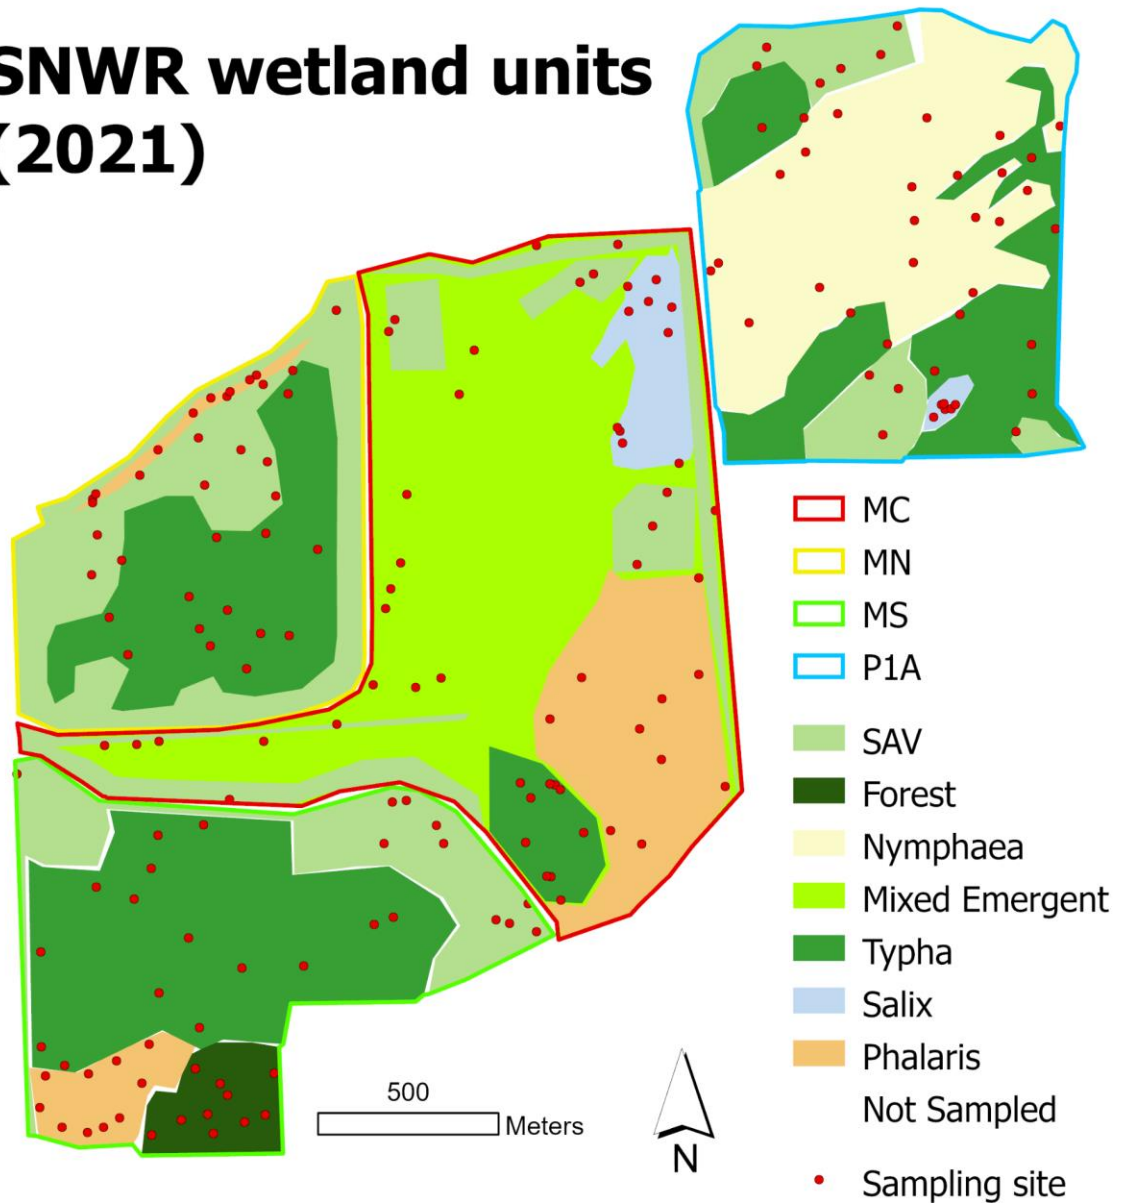 SNWR wetland units
(2021)
MC
MN
MS
P1A
SAV
Forest
Nymphaea
Mixed Emergent
Typha
Salix
Phalaris
Not Sampled
Sampling site
500
Meters
N